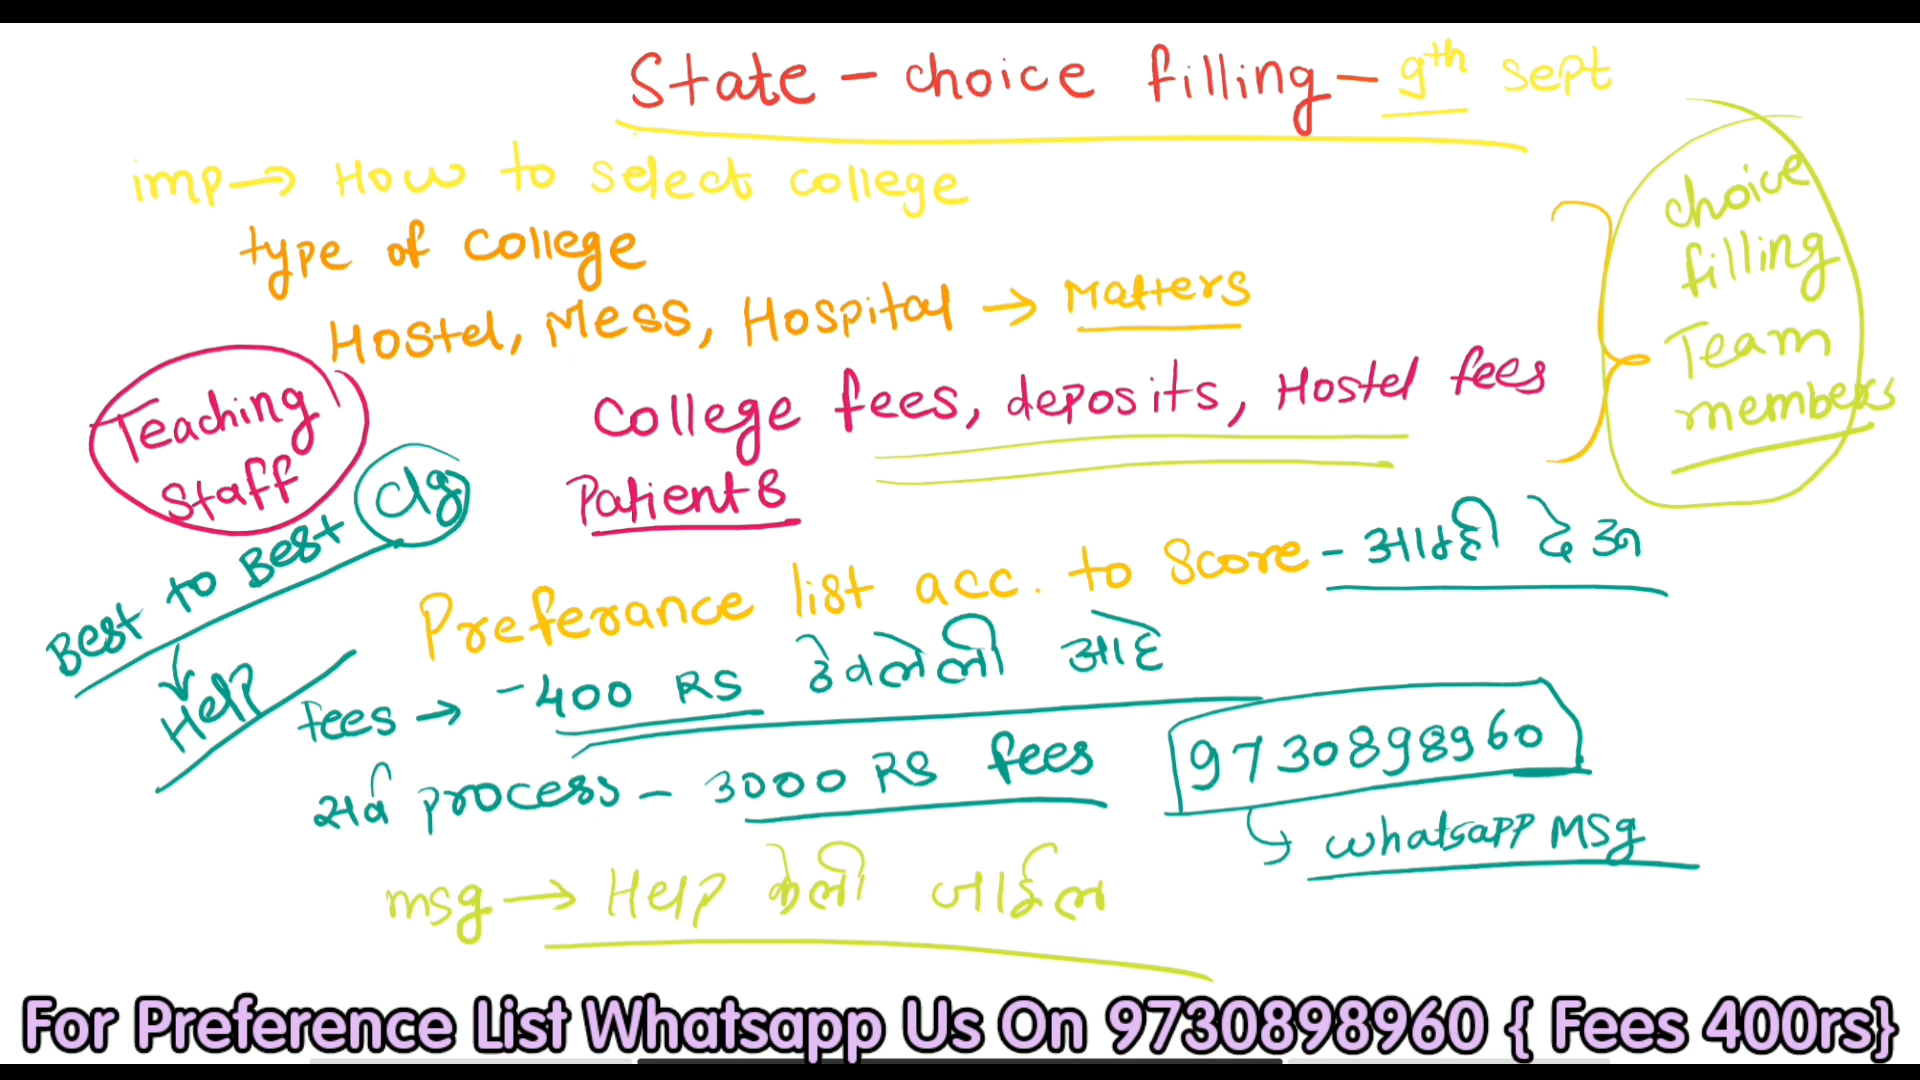 State - choice filling - 9th sept
imp → How to select college
type of college
Hostel, Mess, Hospital → Matters
choice
filling
Team
members
Teaching
Staff
College fees, deposits, Hostel fees
Patients
Best to Best clg
Help
Preferance list acc. to Score - आम्ही देऊ
fees → - 400 RS ठेवलेली आहे
सर्व process - 3000 RS fees
9730898960
whatsapp MSg
msg → Help केली जाईल
For Preference List Whatsapp Us On 9730898960 { Fees 400rs}